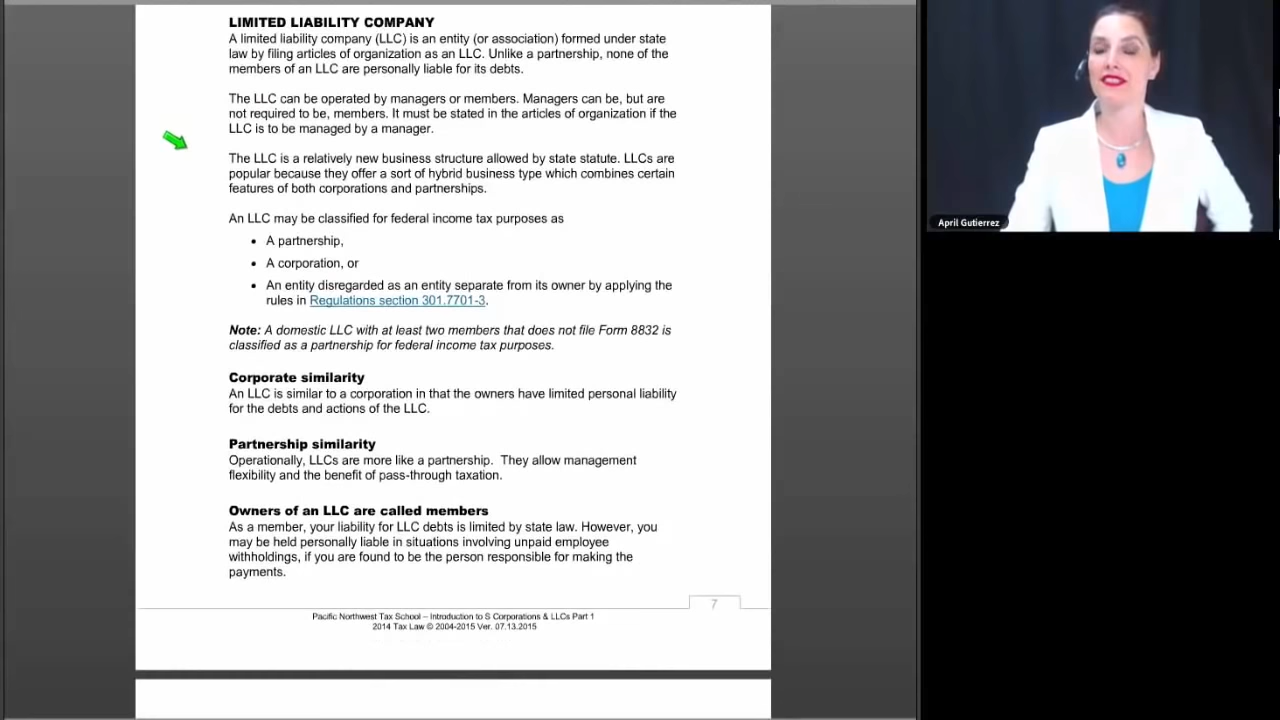 LIMITED LIABILITY COMPANY
A limited liability company (LLC) is an entity (or association) formed under state
law by filing articles of organization as an LLC. Unlike a partnership, none of the
members of an LLC are personally liable for its debts.
The LLC can be operated by managers or members. Managers can be, but are
not required to be, members. It must be stated in the articles of organization if the
LLC is to be managed by a manager.
The LLC is a relatively new business structure allowed by state statute. LLCs are
popular because they offer a sort of hybrid business type which combines certain
features of both corporations and partnerships.
An LLC may be classified for federal income tax purposes as
• A partnership,
• A corporation, or
• An entity disregarded as an entity separate from its owner by applying the
rules in Regulations section 301.7701-3.
Note: A domestic LLC with at least two members that does not file Form 8832 is
classified as a partnership for federal income tax purposes.
Corporate similarity
An LLC is similar to a corporation in that the owners have limited personal liability
for the debts and actions of the LLC.
Partnership similarity
Operationally, LLCs are more like a partnership. They allow management
flexibility and the benefit of pass-through taxation.
Owners of an LLC are called members
As a member, your liability for LLC debts is limited by state law. However, you
may be held personally liable in situations involving unpaid employee
withholdings, if you are found to be the person responsible for making the
payments.
7
Pacific Northwest Tax School – Introduction to S Corporations & LLCs Part 1
2014 Tax Law © 2004-2015 Ver. 07.13.2015
April Gutierrez